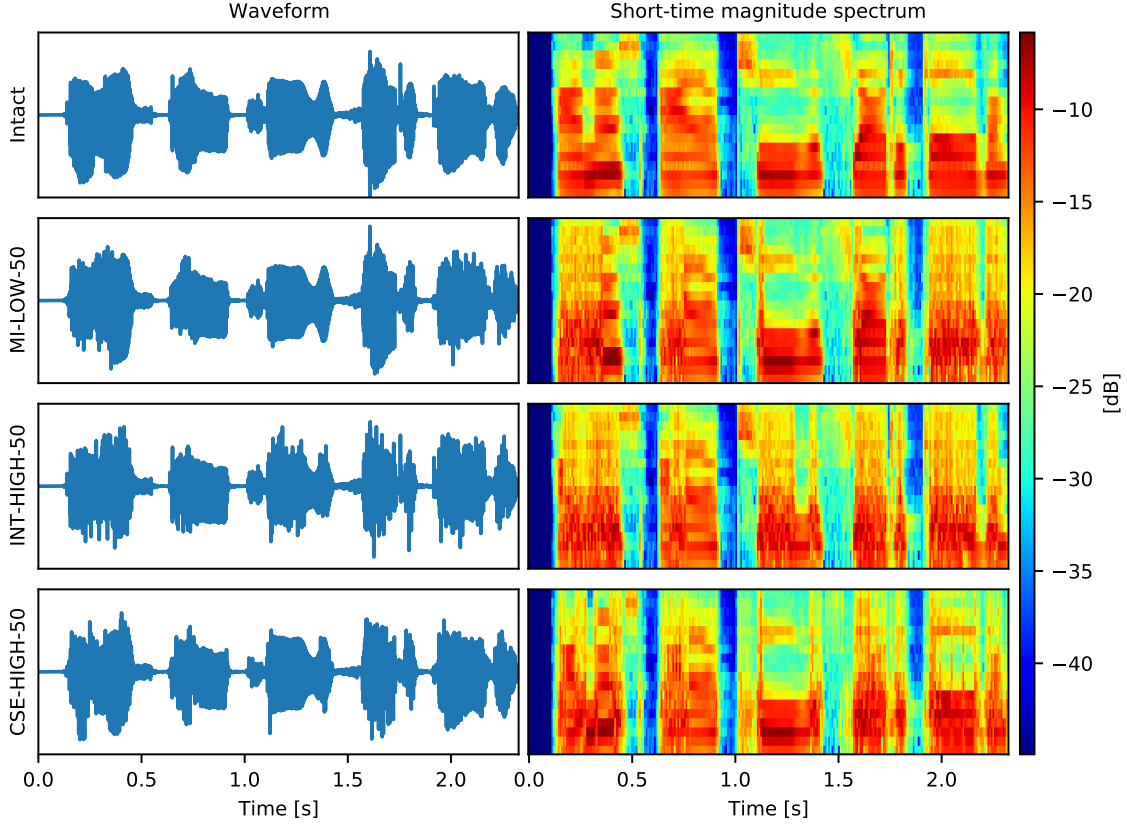 Waveform
Short-time magnitude spectrum
Intact
MI-LOW-50
INT-HIGH-50
CSE-HIGH-50
−10
−15
−20
−25
−30
−35
−40
[dB]
0.0 0.5 1.0 1.5 2.0
0.0 0.5 1.0 1.5 2.0
Time [s]
Time [s]